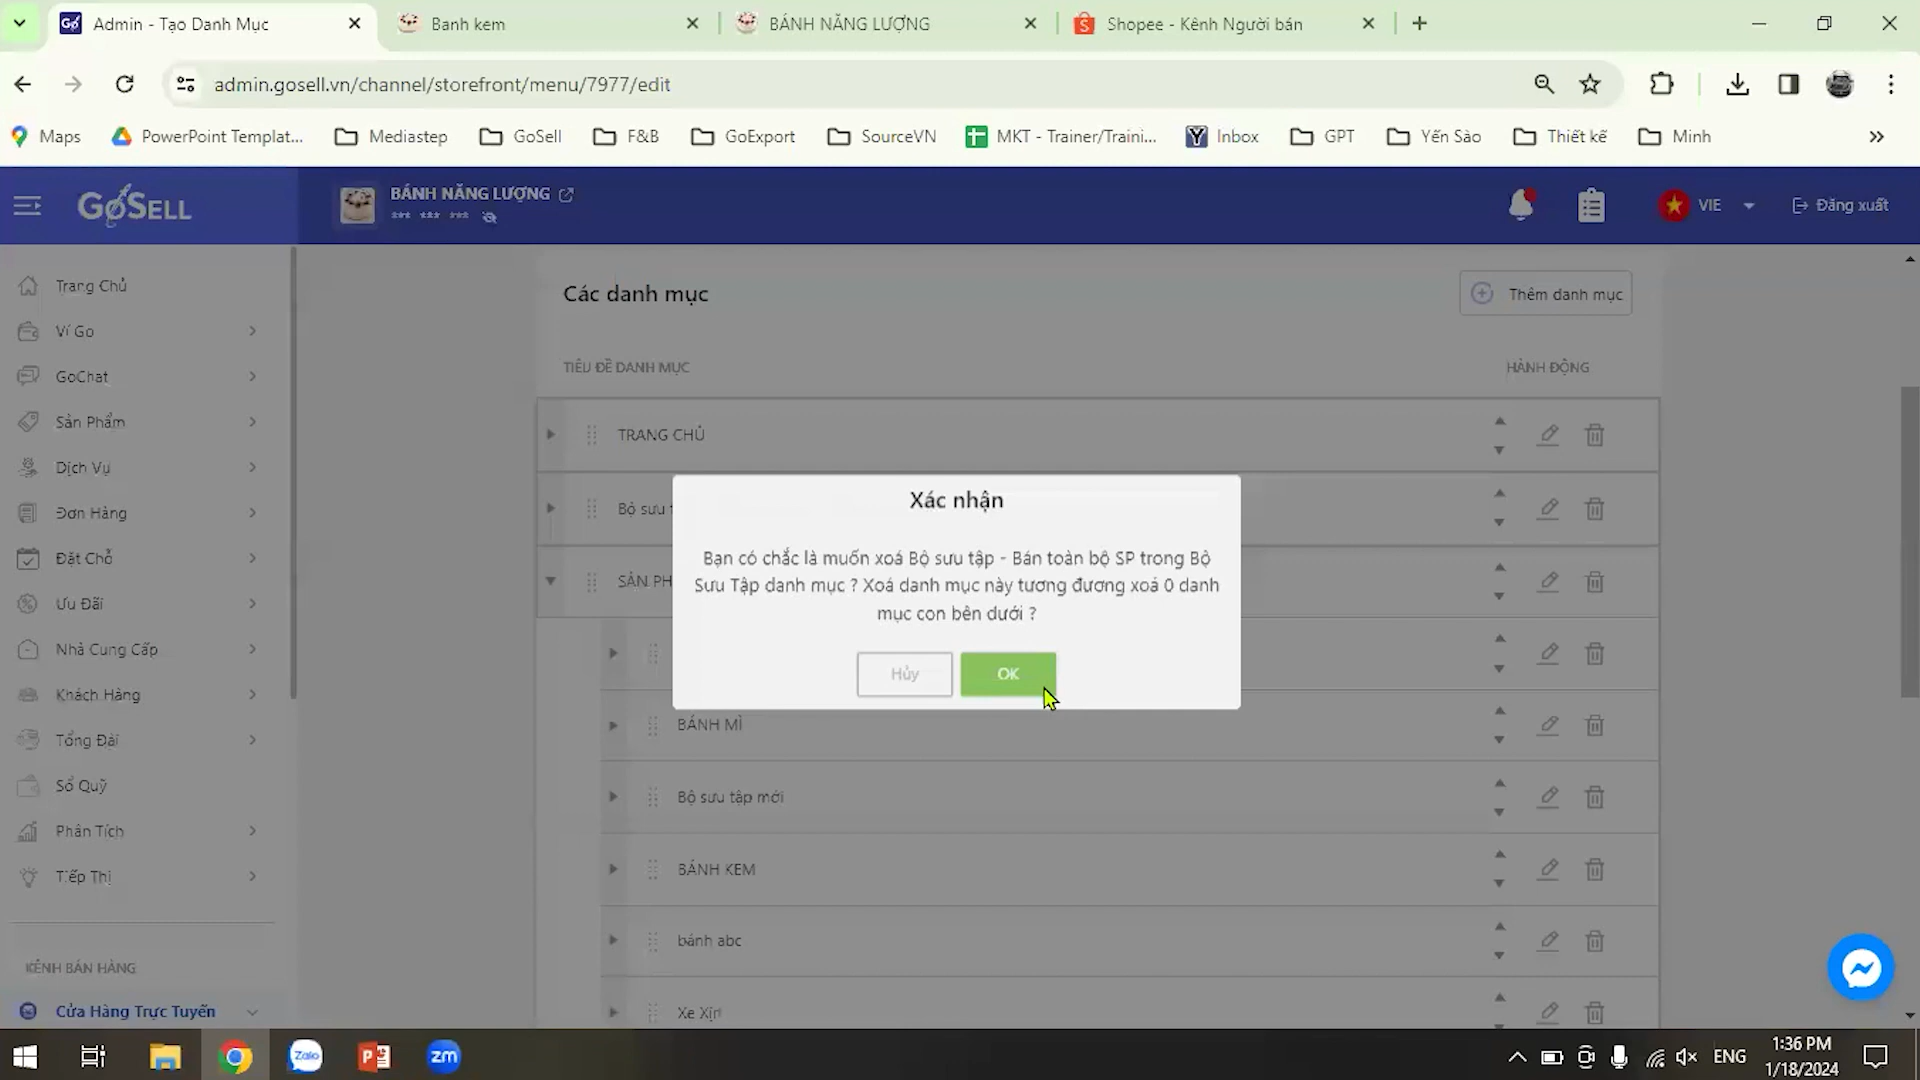 Admin - Tạo Danh Mục
Banh kem
BÁNH NĂNG LƯỢNG
Shopee - Kênh Người bán
admin.gosell.vn/channel/storefront/menu/7977/edit
Maps
PowerPoint Templat...
Mediastep
GoSell
F&B
GoExport
SourceVN
MKT - Trainer/Traini...
Inbox
GPT
Yến Sào
Thiết kế
Minh
GoSELL
BÁNH NĂNG LƯỢNG
*** *** ***
VIE
Đăng xuất
Trang Chủ
Ví Go
GoChat
Sản Phẩm
Dịch Vụ
Đơn Hàng
Đặt Chỗ
Ưu Đãi
Nhà Cung Cấp
Khách Hàng
Tổng Đài
Sổ Quỹ
Phân Tích
Tiếp Thị
KÊNH BÁN HÀNG
Cửa Hàng Trực Tuyến
Các danh mục
Thêm danh mục
TIÊU ĐỀ DANH MỤC
HÀNH ĐỘNG
TRANG CHỦ
Bộ sưu
SẢN PH
BÁNH MÌ
Bộ sưu tập mới
BÁNH KEM
bánh abc
Xe Xịn
Xác nhận
Bạn có chắc là muốn xoá Bộ sưu tập - Bán toàn bộ SP trong Bộ
Sưu Tập danh mục ? Xoá danh mục này tương đương xoá 0 danh
mục con bên dưới ?
Hủy
OK
Zalo
zm
ENG
1:36 PM
1/18/2024